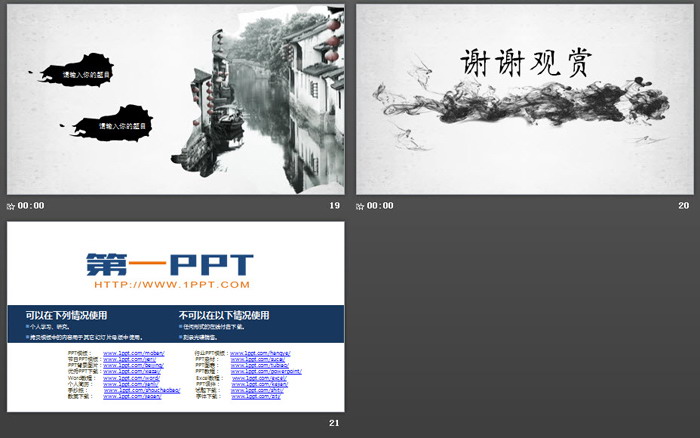 请输入你的题目
请输入你的题目
00:00
19
谢谢观赏
00:00
20
第一PPT
HTTP://WWW.1PPT.COM
可以在下列情况使用
个人学习、研究。
拷贝模板中的内容用于其它幻灯片母版中使用。
不可以在以下情况使用
任何形式的在线付费下载。
刻录光碟销售。
PPT模板: www.1ppt.com/moban/
节日PPT模板: www.1ppt.com/jieri/
PPT背景图片: www.1ppt.com/beijing/
优秀PPT下载: www.1ppt.com/xiazai/
Word教程: www.1ppt.com/word/
个人简历: www.1ppt.com/jianli/
手抄报: www.1ppt.com/shouchaobao/
教案下载: www.1ppt.com/jiaoan/
行业PPT模板: www.1ppt.com/hangye/
PPT素材: www.1ppt.com/sucai/
PPT图表: www.1ppt.com/tubiao/
PPT教程: www.1ppt.com/powerpoint/
Excel教程: www.1ppt.com/excel/
PPT课件: www.1ppt.com/kejian/
试题下载: www.1ppt.com/shiti/
字体下载: www.1ppt.com/ziti/
21